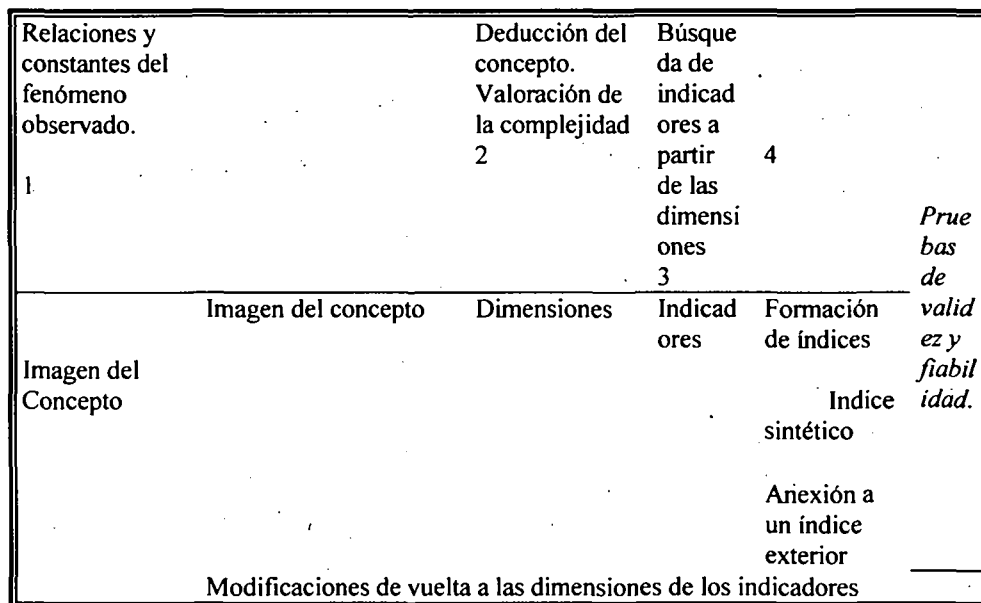 Relaciones y
constantes del
fenómeno
observado.
1
Deducción del
concepto.
Valoración de
la complejidad
2
Búsque
da de
indicad
ores a
partir
de las
dimensi
ones
3
4
Prue
bas
de
valid
ez y
fiabil
idad.
Imagen del
Concepto
Imagen del concepto
Dimensiones
Indicad
ores
Formación
de índices
Indice
sintético
Anexión a
un índice
exterior
Modificaciones de vuelta a las dimensiones de los indicadores